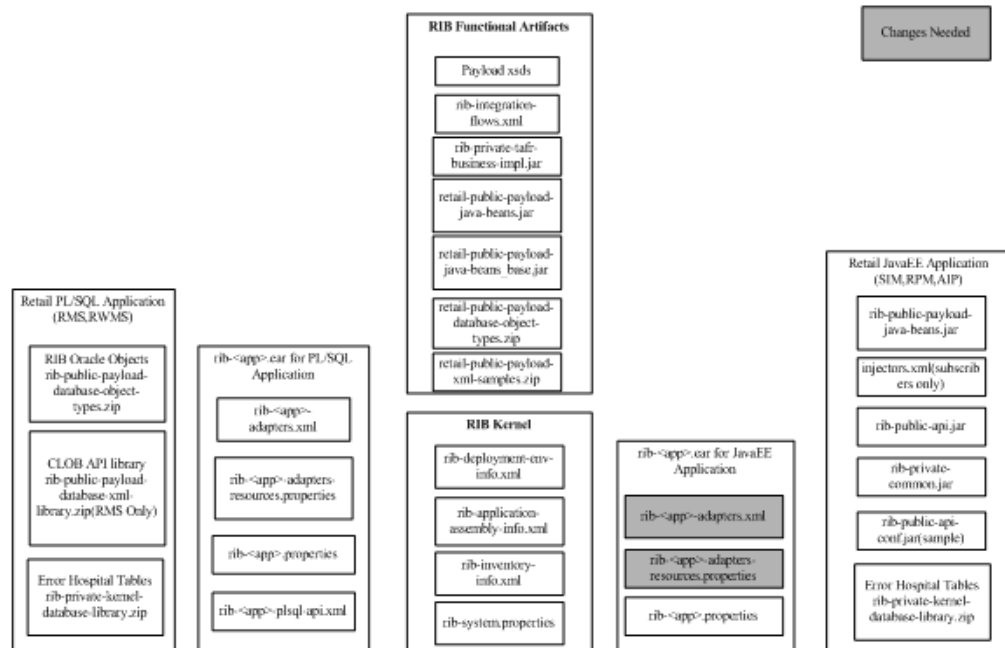 RIB Functional Artifacts
Payload xsds
rib-integration-
flows.xml
rib-private-tafr-
business-impl.jar
retail-public-payload-
java-beans.jar
retail-public-payload-
java-beans_base.jar
retail-public-payload-
database-object-
types.zip
retail-public-payload-
xml-samples.zip
Changes Needed
Retail PL/SQL Application
(RMS,RWMS)
RIB Oracle Objects
rib-public-payload-
database-object-
types.zip
CLOB API library
rib-public-payload-
database-xml-
library.zip(RMS Only)
Error Hospital Tables
rib-private-kernel-
database-library.zip
rib-<app>.ear for PL/SQL
Application
rib-<app>-
adapters.xml
rib-<app>-adapters-
resources.properties
rib-<app>.properties
rib-<app>-plsql-api.xml
RIB Kernel
rib-deployment-env-
info.xml
rib-application-
assembly-info.xml
rib-inventory-
info.xml
rib-system.properties
rib-<app>.ear for JavaEE
Application
rib-<app>-adapters.xml
rib-<app>-adapters-
resources.properties
rib-<app>.properties
Retail JavaEE Application
(SIM,RPM,AIP)
rib-public-payload-
java-beans.jar
injectors.xml(subscri
bers only)
rib-public-api.jar
rib-private-
common.jar
rib-public-api-
conf.jar(sample)
Error Hospital Tables
rib-private-kernel-
database-library.zip